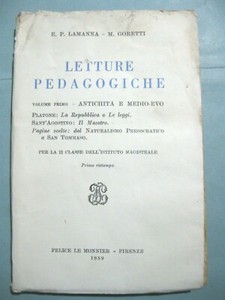 E. P. LAMANNA - M. GORETTI
LETTURE
PEDAGOGICHE
VOLUME PRIMO - ANTICHITÀ E MEDIO-EVO
PLATONE: La Repubblica e Le leggi.
SANT'AGOSTINO: Il Maestro. -
Pagine scelte: dal NATURALISMO PRESOCRATICO
A SAN TOMMASO.
PER LA II CLASSE DELL'ISTITUTO MAGISTRALE
Prima ristampa
FELICE LE MONNIER - FIRENZE